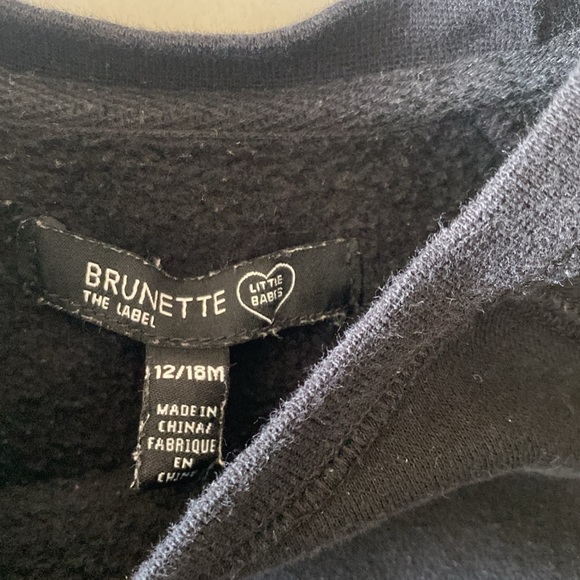 BRUNETTE
THE LABEL
LITTLE
BABES
12/18M
MADE IN
CHINA/
FABRIQUE
EN